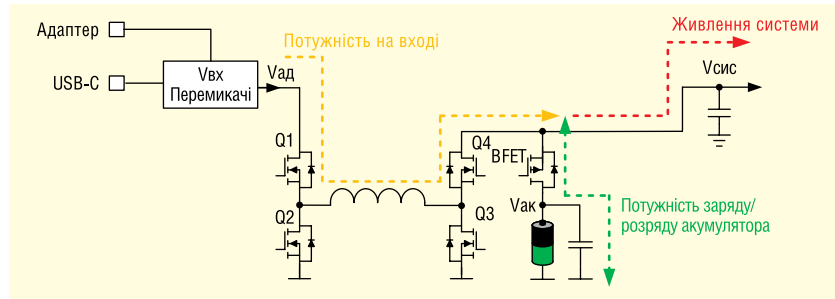 Адаптер
USB-C
Vвх
Перемикачі
Vад
Потужність на вході
Живлення системи
Vсис
Q1
Q2
Q4
Q3
BFET
Vак
Потужність заряду/
розряду акумулятора